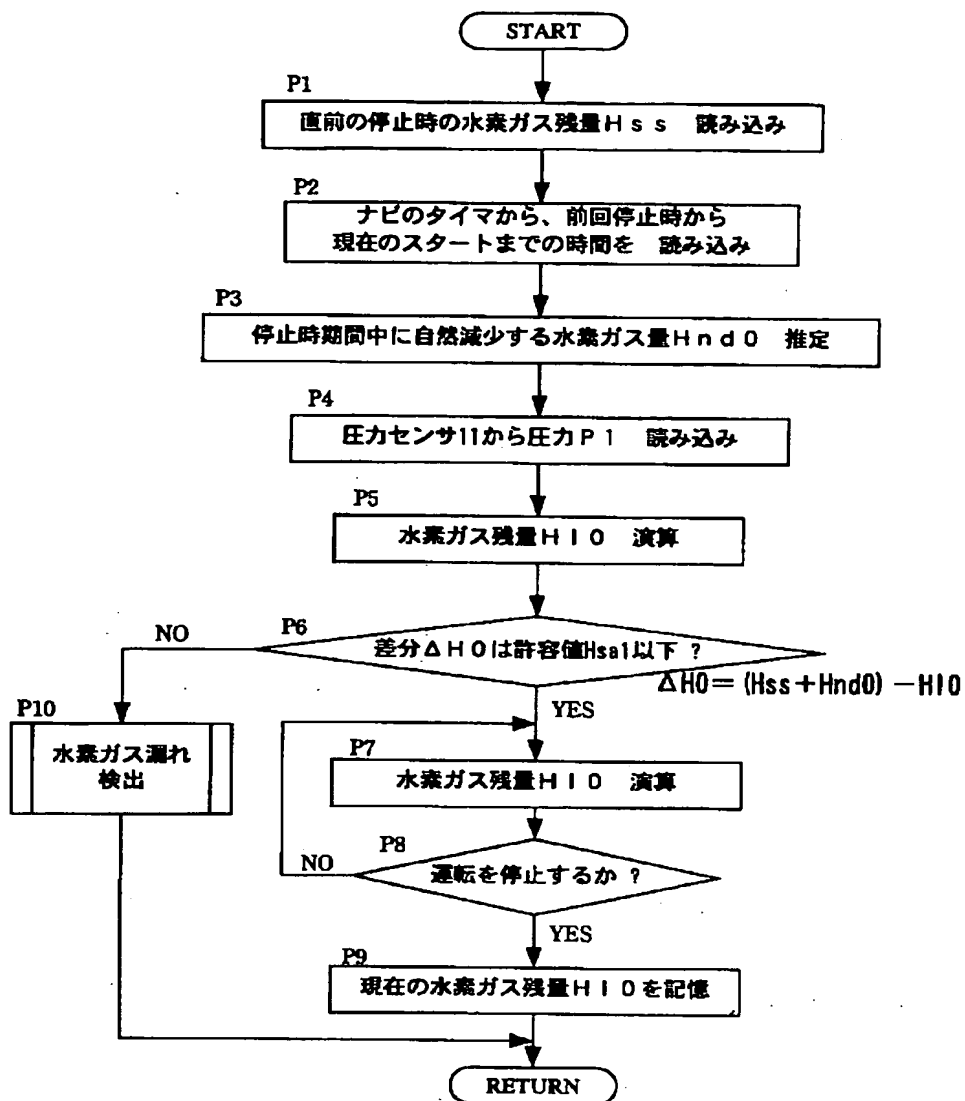 START
P1
直前の停止時の水素ガス残量Hss 読み込み
P2
ナビのタイマから、前回停止時から
現在のスタートまでの時間を 読み込み
P3
停止時期間中に自然減少する水素ガス量Hnd0 推定
P4
圧力センサ11から圧力P1 読み込み
P5
水素ガス残量Hl0 演算
P6
NO
差分ΔH0は許容値Hsa1以下?
ΔH0=(Hss+Hnd0)-Hl0
YES
P10
水素ガス漏れ
検出
P7
水素ガス残量Hl0 演算
P8
NO
運転を停止するか?
YES
P9
現在の水素ガス残量Hl0を記憶
RETURN